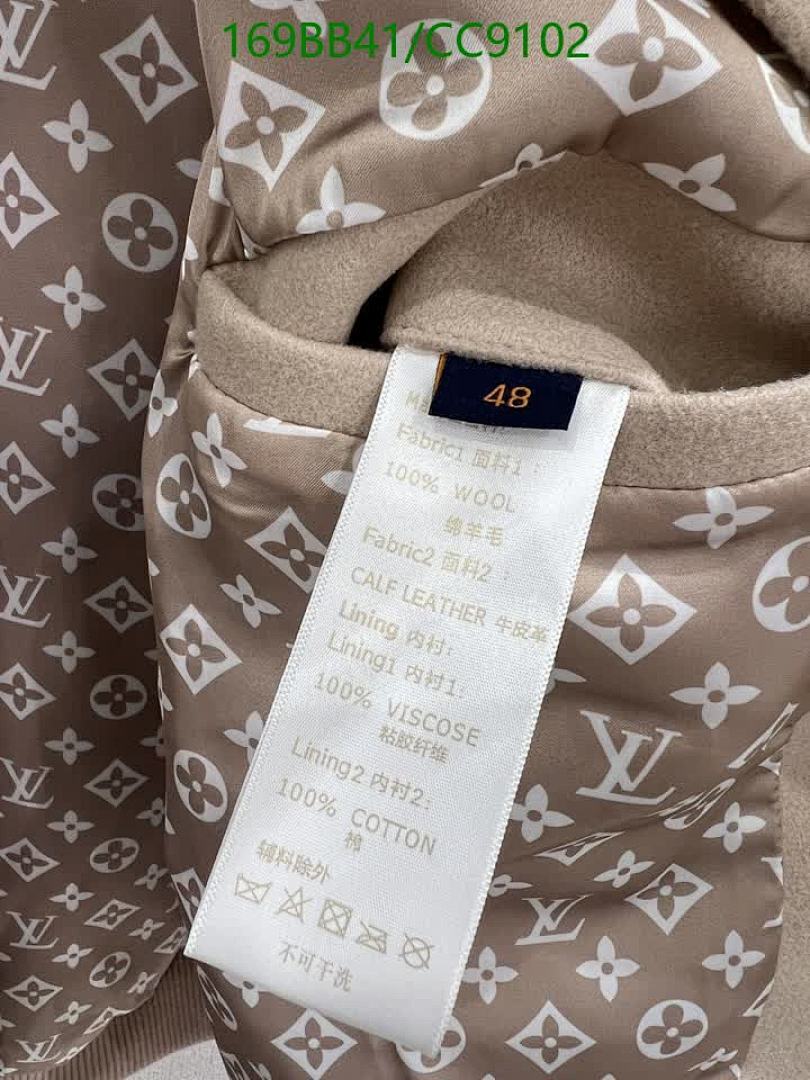 169BB41/CC9102
48
Fabric1 面料1:
100% WOOL
绵羊毛
Fabric2 面料2:
CALF LEATHER 牛皮革
Lining 内衬:
Lining1 内衬1:
100% VISCOSE
粘胶纤维
Lining2 内衬2:
100% COTTON
棉
辅料除外
不可干洗